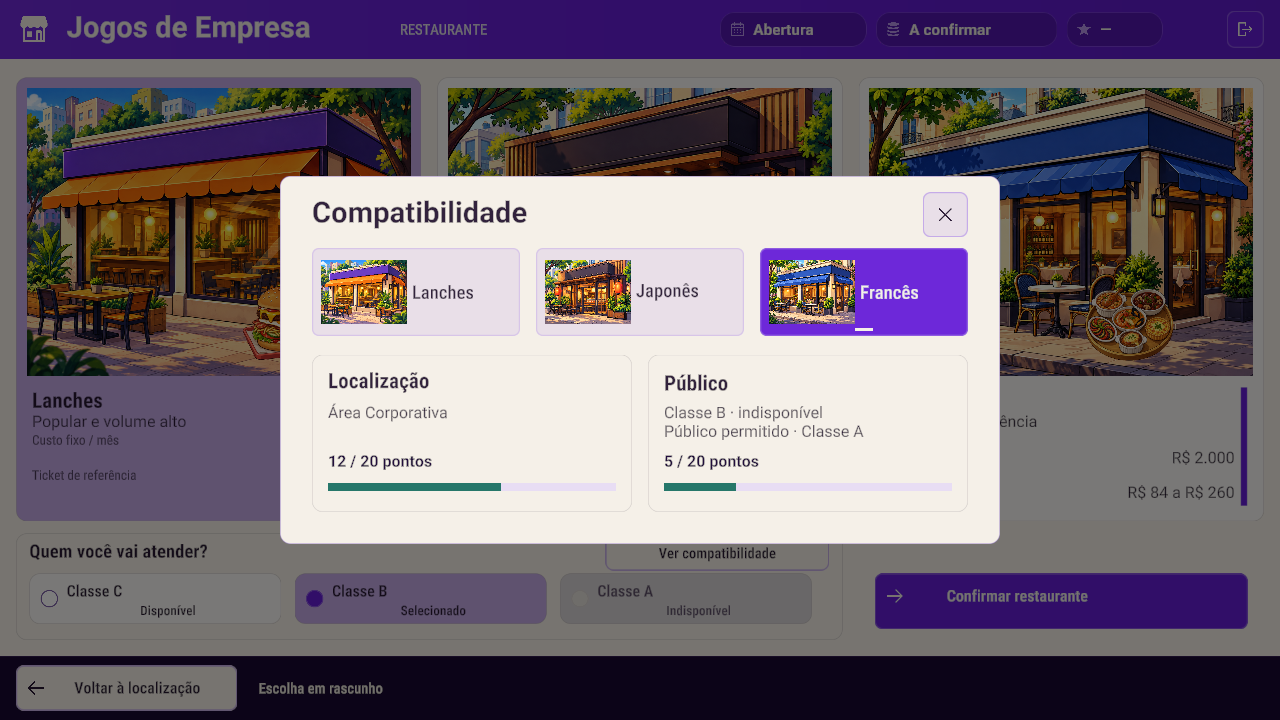 Jogos de Empresa
RESTAURANTE
Abertura
A confirmar
–
Compatibilidade
Lanches
Japonês
Francês
Localização
Área Corporativa
12 / 20 pontos
Público
Classe B · indisponível
Público permitido · Classe A
5 / 20 pontos
Lanches
Popular e volume alto
Custo fixo / mês
Ticket de referência
ência
R$ 2.000
R$ 84 a R$ 260
Quem você vai atender?
Ver compatibilidade
Classe C
Disponível
Classe B
Selecionado
Classe A
Indisponível
Confirmar restaurante
Voltar à localização
Escolha em rascunho